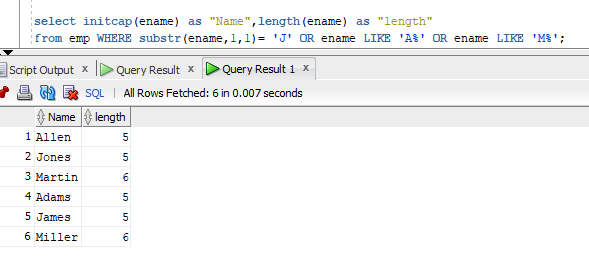 select initcap(ename) as "Name",length(ename) as "length"
from emp WHERE substr(ename,1,1)= 'J' OR ename LIKE 'A%' OR ename LIKE 'M%';
Script Output x Query Result x Query Result 1 x
SQL | All Rows Fetched: 6 in 0.007 seconds
Name length
1 Allen 5
2 Jones 5
3 Martin 6
4 Adams 5
5 James 5
6 Miller 6